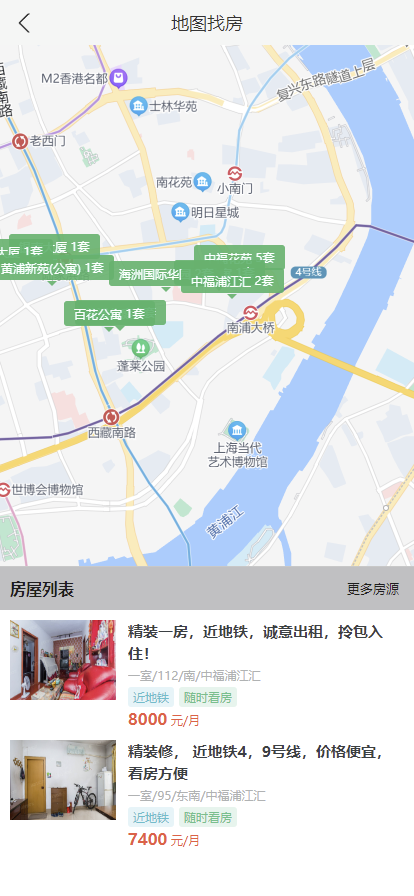 地图找房
M2香港名都
复兴东路隧道上层
士林华苑
西藏南路
老西门
南花苑
小南门
明日星城
大厦 1套
厦 1套
中福花苑 5套
黄浦新苑(公寓) 1套
海洲国际华
中福浦江汇 2套
4号线
百花公寓 1套
南浦大桥
蓬莱公园
西藏南路
上海当代
艺术博物馆
世博会博物馆
黄浦江
房屋列表
更多房源
精装一房，近地铁，诚意出租，拎包入
住！
一室/112/南/中福浦江汇
近地铁 随时看房
8000 元/月
精装修， 近地铁4，9号线，价格便宜，
看房方便
一室/95/东南/中福浦江汇
近地铁 随时看房
7400 元/月